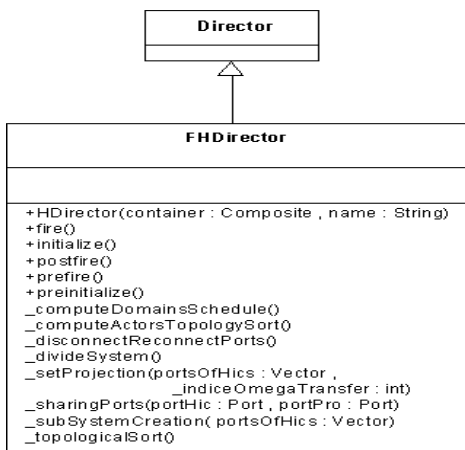 Director
FHDirector
+HDirector(container : Composite , name : String)
+fire()
+initialize()
+postfire()
+prefire()
+preinitialize()
_computeDomainsSchedule()
_computeActorsTopologySort()
_disconnectReconnectPorts()
_divideSystem()
_setProjection(portsOfHics : Vector ,
_indiceOmegaTransfer : int)
_sharingPorts(portHic : Port , portPro : Port)
_subSystemCreation( portsOfHics : Vector)
_topologicalSort()